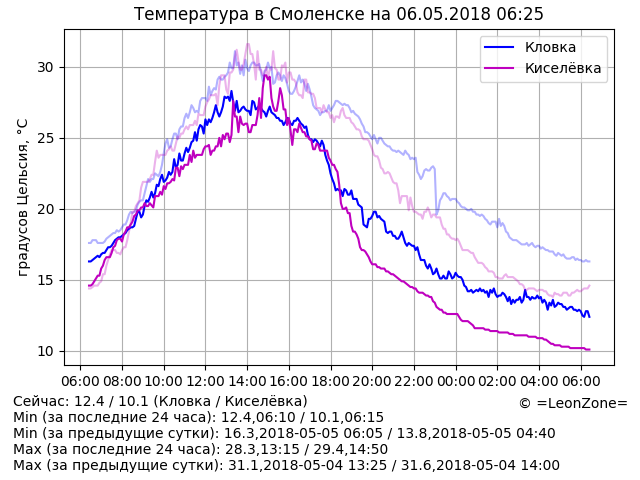 Температура в Смоленске на 06.05.2018 06:25
Кловка
Киселёвка
градусов Цельсия, °C
30
25
20
15
10
06:00 08:00 10:00 12:00 14:00 16:00 18:00 20:00 22:00 00:00 02:00 04:00 06:00
Сейчас: 12.4 / 10.1 (Кловка / Киселёвка)
© =LeonZone=
Min (за последние 24 часа): 12.4,06:10 / 10.1,06:15
Min (за предыдущие сутки): 16.3,2018-05-05 06:05 / 13.8,2018-05-05 04:40
Max (за последние 24 часа): 28.3,13:15 / 29.4,14:50
Max (за предыдущие сутки): 31.1,2018-05-04 13:25 / 31.6,2018-05-04 14:00